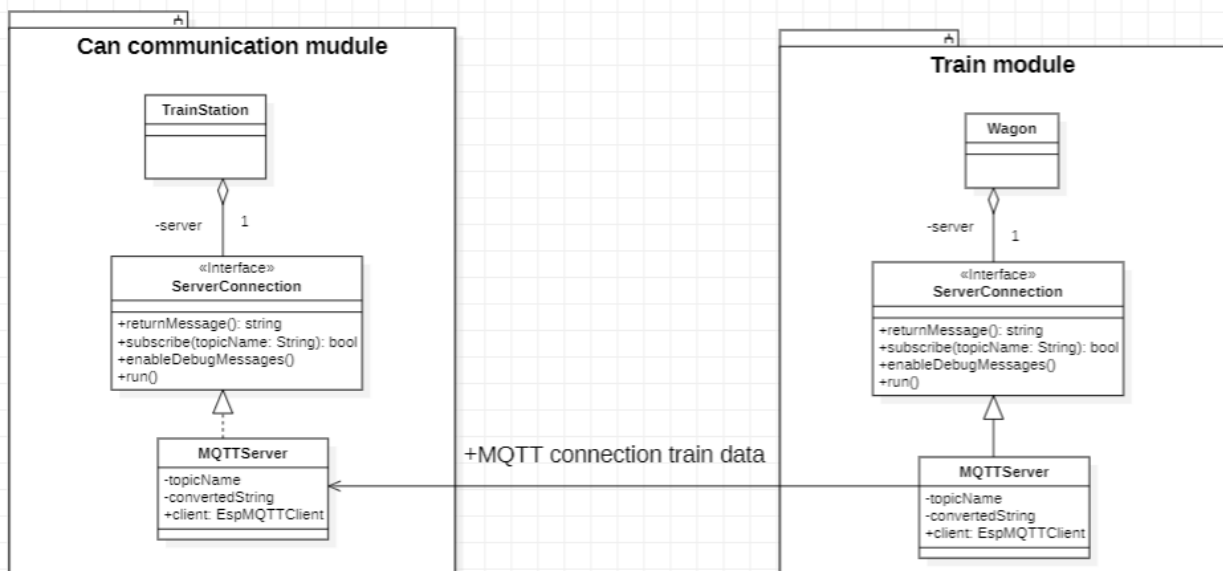 Can communication mudule
TrainStation
-server
1
«Interface»
ServerConnection
+returnMessage(): string
+subscribe(topicName: String): bool
+enableDebugMessages()
+run()
MQTTServer
-topicName
-convertedString
+client: EspMQTTClient
+MQTT connection train data
Train module
Wagon
-server
1
«Interface»
ServerConnection
+returnMessage(): string
+subscribe(topicName: String): bool
+enableDebugMessages()
+run()
MQTTServer
-topicName
-convertedString
+client: EspMQTTClient